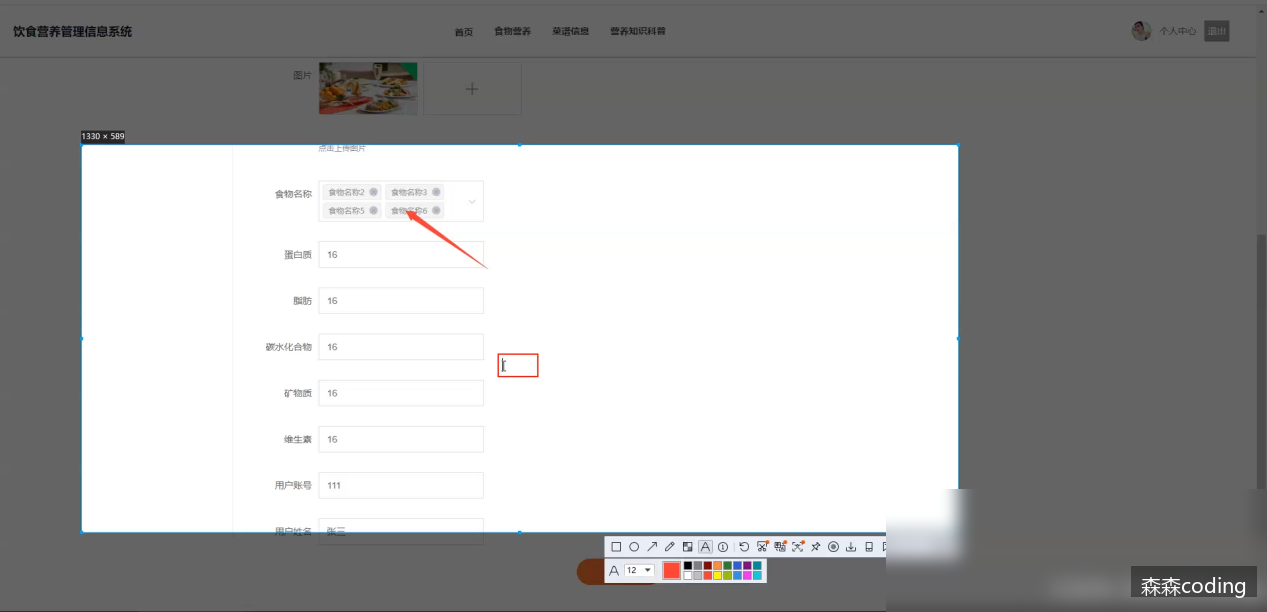 饮食营养管理信息系统
首页 食物营养 菜谱信息 营养知识科普
个人中心 退出
图片
1330 × 589
点击上传图片
食物名称 食物名称2 食物名称3
食物名称5 食物名称6
蛋白质 16
脂肪 16
碳水化合物 16
矿物质 16
维生素 16
用户账号 111
用户姓名 张三
A 12
森森coding